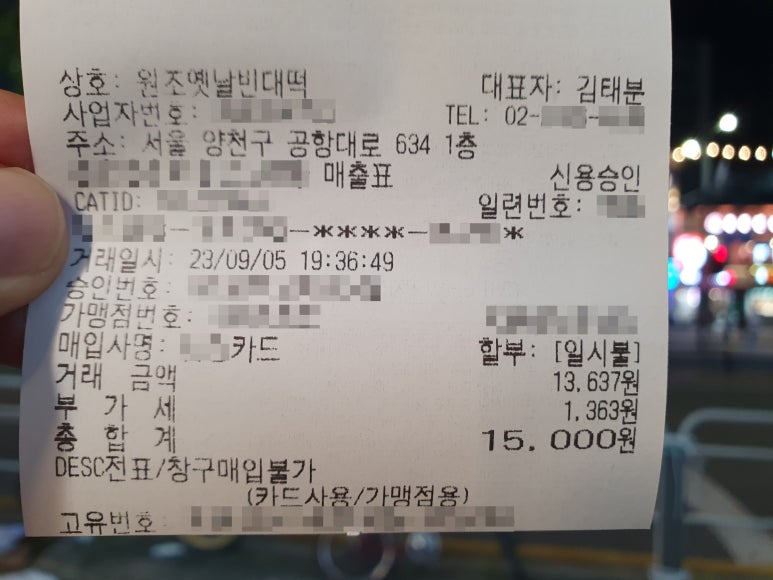 상호: 원조옛날빈대떡 대표자: 김태분
사업자번호: TEL: 02-
주소: 서울 양천구 공항대로 634 1층
매출표 신용승인
CATID: 일련번호:
-****- *
거래일시: 23/09/05 19:36:49
승인번호:
가맹점번호:
매입사명: 카드 할부: [일시불]
거래 금액 13,637원
부 가 세 1,363원
총 합 계 15,000원
DESC전표/창구매입불가
(카드사용/가맹점용)
고유번호: